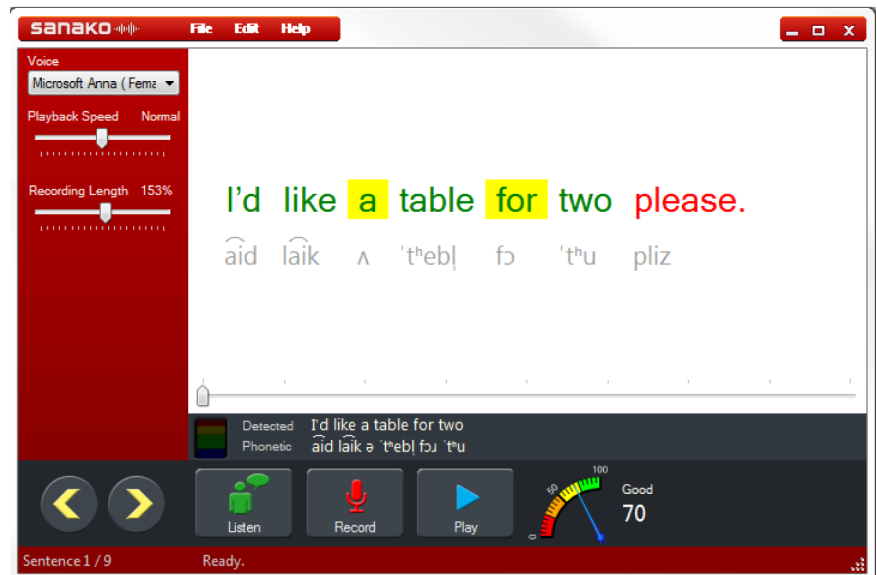 sanako File Edit Help
Voice
Microsoft Anna ( Fema
Playback Speed Normal
Recording Length 153%
I'd like a table for two please.
a͡id la͡ik ʌ ˈtʰebl̩ fɔ ˈtʰu pliz
Detected I'd like a table for two
Phonetic a͡id la͡ik ə ˈtʰebl̩ fɔɹ ˈtʰu
0 50 100
Good
70
Listen Record Play
Sentence 1 / 9 Ready.